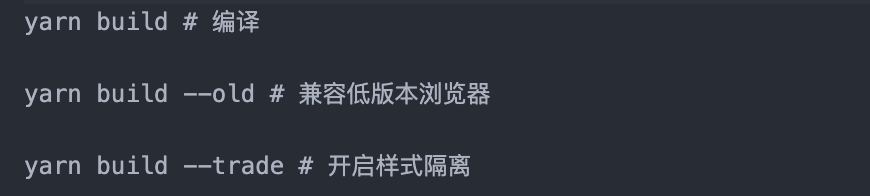 yarn build # 编译
yarn build --old # 兼容低版本浏览器
yarn build --trade # 开启样式隔离